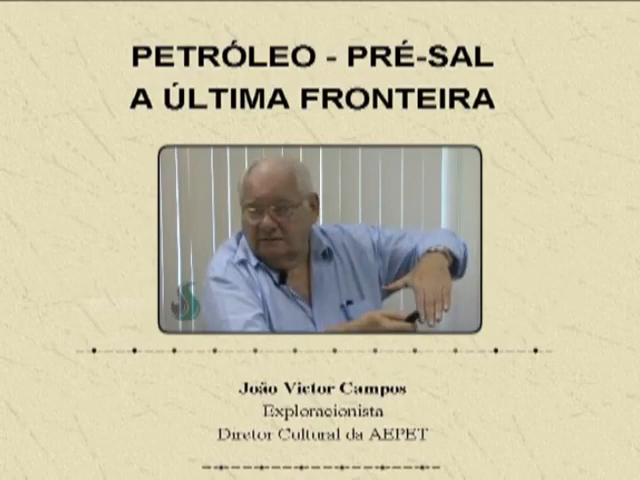 PETRÓLEO - PRÉ-SAL
A ÚLTIMA FRONTEIRA
João Victor Campos
Exploracionista
Diretor Cultural da AEPET